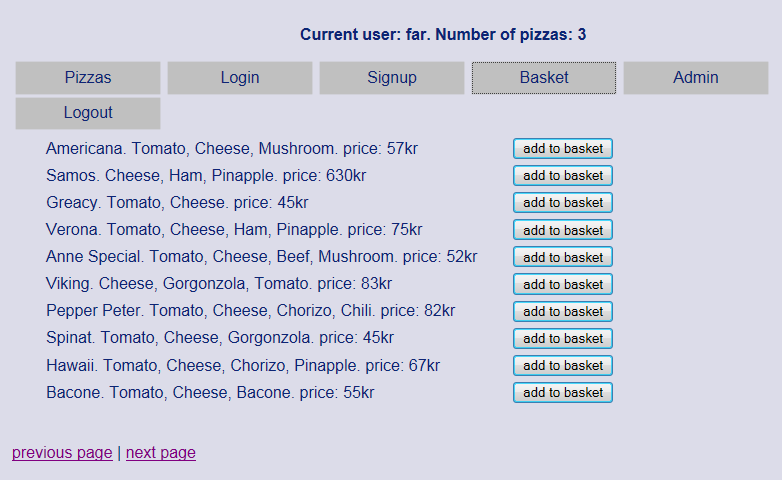 Current user: far. Number of pizzas: 3
Pizzas Login Signup Basket Admin
Logout
Americana. Tomato, Cheese, Mushroom. price: 57kr add to basket
Samos. Cheese, Ham, Pinapple. price: 630kr add to basket
Greacy. Tomato, Cheese. price: 45kr add to basket
Verona. Tomato, Cheese, Ham, Pinapple. price: 75kr add to basket
Anne Special. Tomato, Cheese, Beef, Mushroom. price: 52kr add to basket
Viking. Cheese, Gorgonzola, Tomato. price: 83kr add to basket
Pepper Peter. Tomato, Cheese, Chorizo, Chili. price: 82kr add to basket
Spinat. Tomato, Cheese, Gorgonzola. price: 45kr add to basket
Hawaii. Tomato, Cheese, Chorizo, Pinapple. price: 67kr add to basket
Bacone. Tomato, Cheese, Bacone. price: 55kr add to basket
previous page | next page